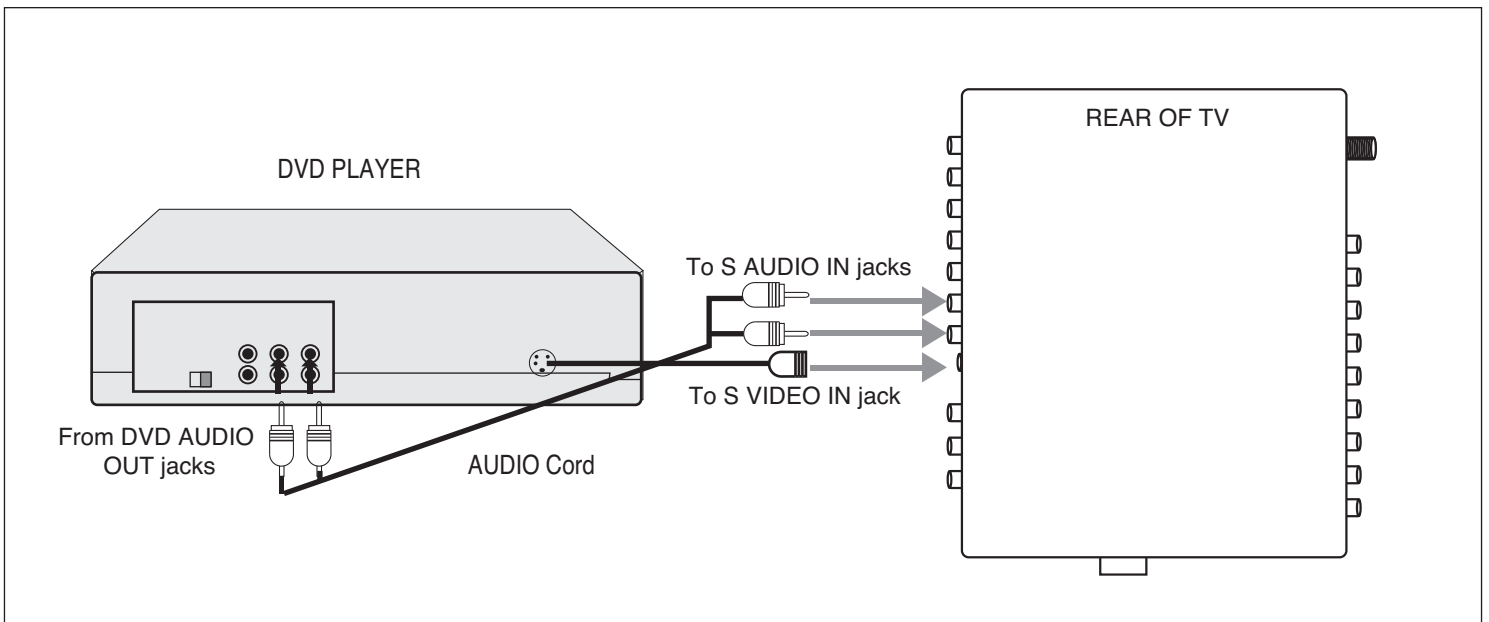 REAR OF TV
DVD PLAYER
To S AUDIO IN jacks
To S VIDEO IN jack
From DVD AUDIO
OUT jacks
AUDIO Cord